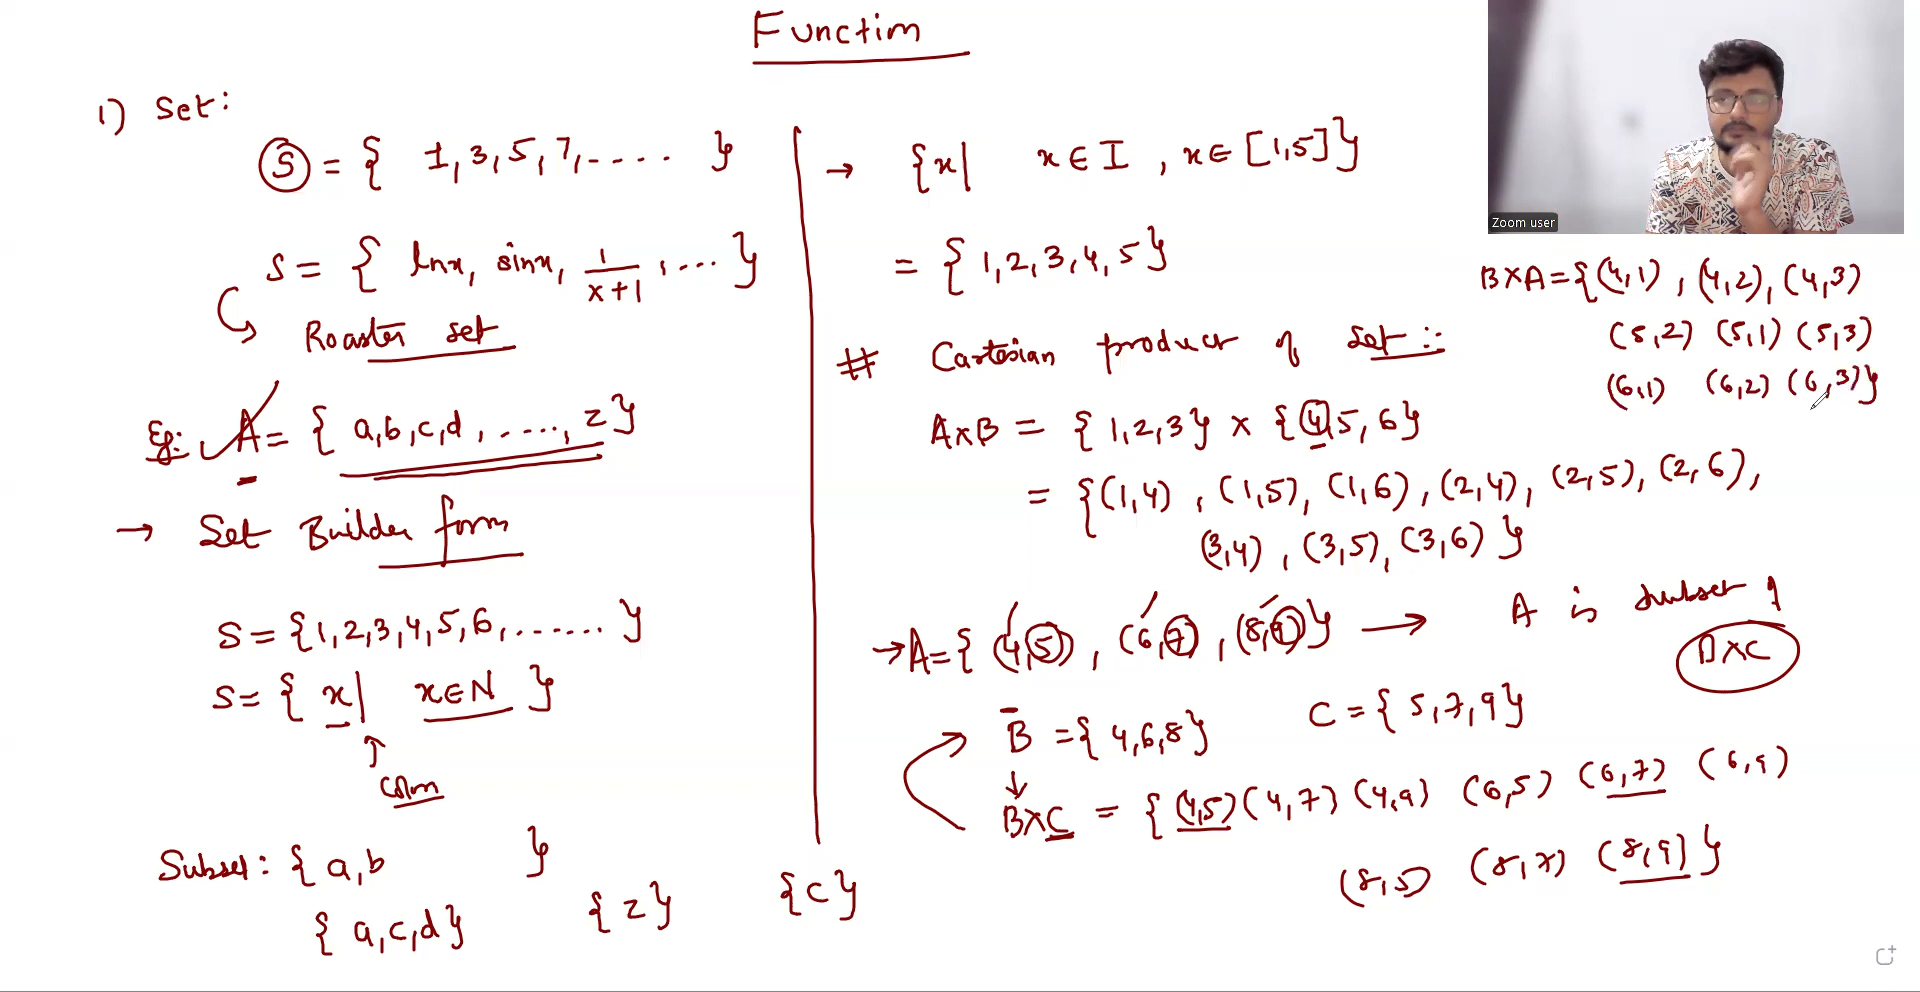 Function
1) Set:
S = { 1, 3, 5, 7, - - - - }
S = { lnx, sinx, 1/(x+1), ... }
Roaster set
Eg: A = { a, b, c, d, - - - - -, z }
→ Set Builder form
S = {1, 2, 3, 4, 5, 6, ....... }
S = { x | x ∈ N }
↑
colon
Subset: { a, b }
{ a, c, d } { z } { c }
→ { x | x ∈ I , x ∈ [1,5] }
= { 1, 2, 3, 4, 5 }
# Cartesian product of set ::
A×B = { 1, 2, 3 } × { 4, 5, 6 }
= { (1,4) , (1,5), (1,6) , (2,4), (2,5), (2,6),
(3,4) , (3,5), (3,6) }
→ A = { (4,5) , (6,7) , (8,9) } → A is subset of
B×C
B = { 4, 6, 8 } C = { 5, 7, 9 }
↓
B×C = { (4,5) (4,7) (4,9) (6,5) (6,7) (6,9)
(8,5) (8,7) (8,9) }
Zoom user
B×A = { (4,1) , (4,2), (4,3)
(5,2) (5,1) (5,3)
(6,1) (6,2) (6,3) }